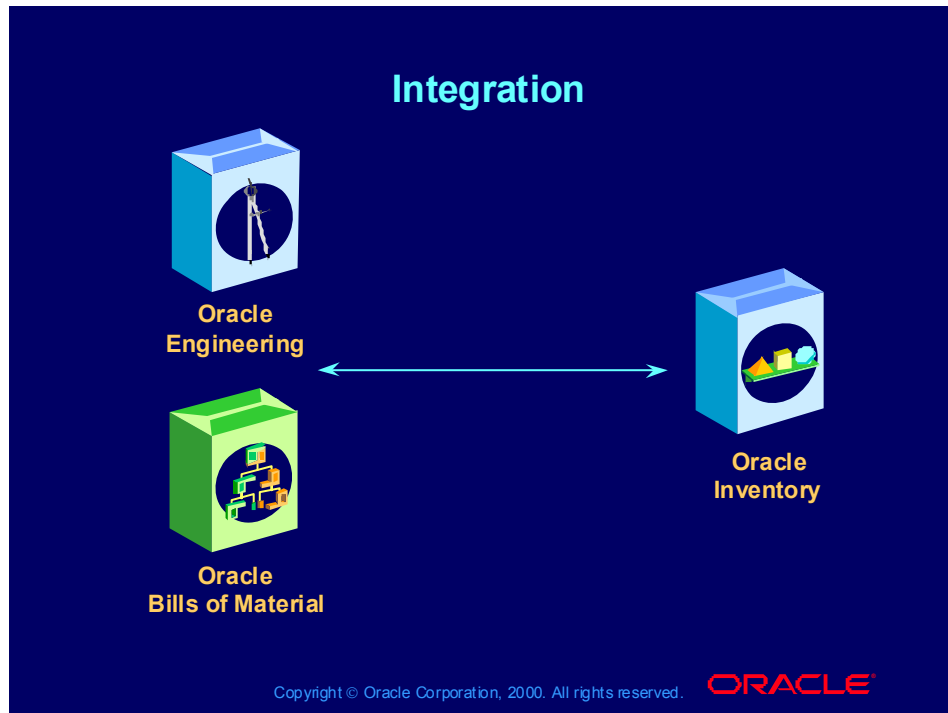 Integration
Oracle
Engineering
Oracle
Inventory
Oracle
Bills of Material
Copyright © Oracle Corporation, 2000. All rights reserved.
ORACLE®